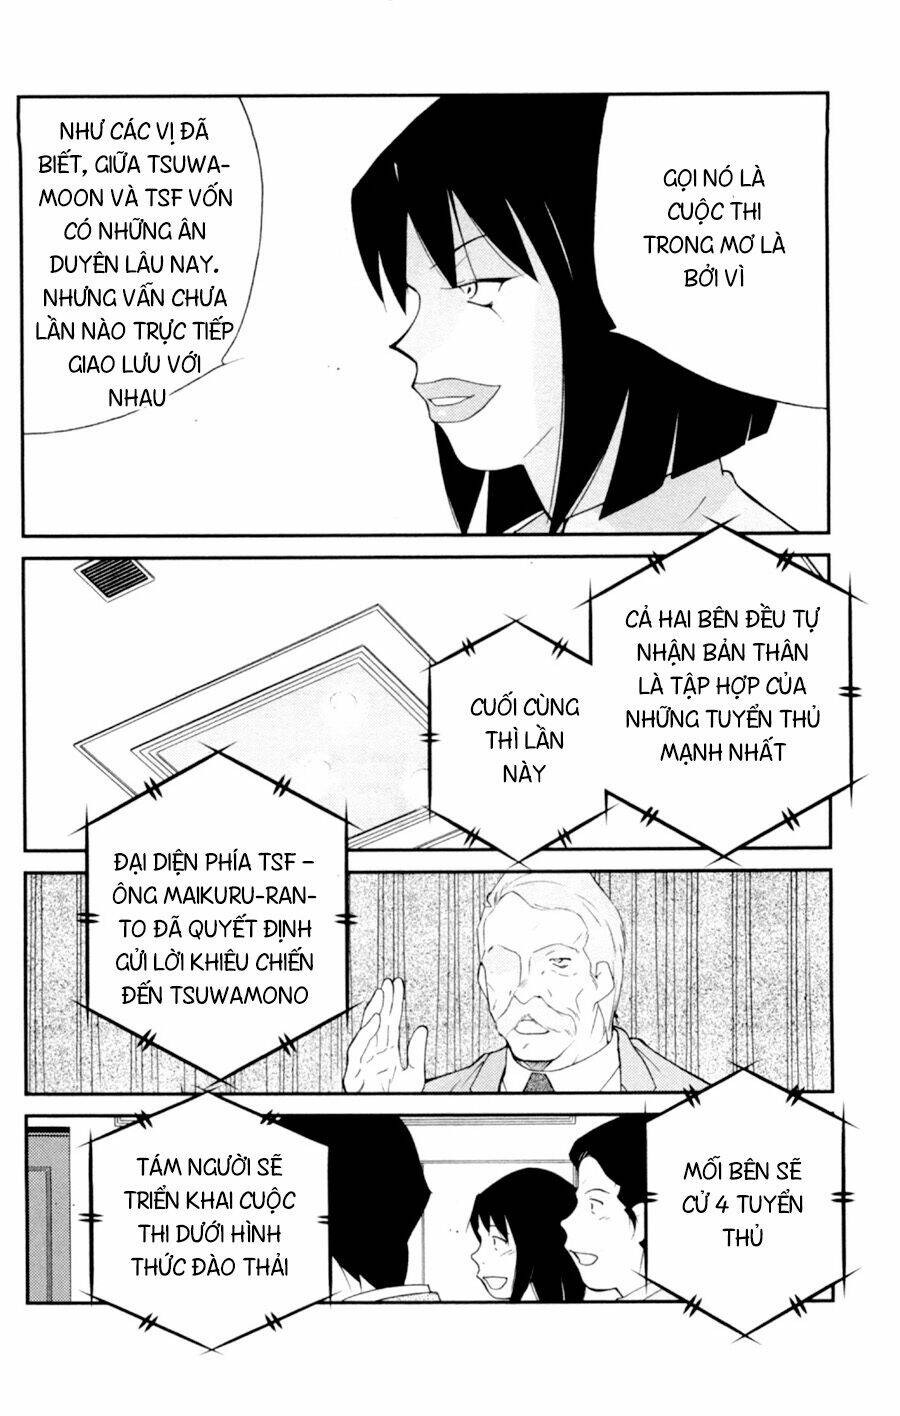 GỌI NÓ LÀ
CUỘC THI
TRONG MƠ LÀ
BỞI VÌ
NHƯ CÁC VỊ ĐÃ
BIẾT, GIỮA TSUWA-
MOON VÀ TSF VỐN
CÓ NHỮNG ÂN
DUYÊN LÂU NAY.
NHƯNG VẪN CHƯA
LẦN NÀO TRỰC TIẾP
GIAO LƯU VỚI
NHAU
CẢ HAI BÊN ĐỀU TỰ
NHẬN BẢN THÂN
LÀ TẬP HỢP CỦA
NHỮNG TUYỂN THỦ
MẠNH NHẤT
CUỐI CÙNG
THÌ LẦN
NÀY
ĐẠI DIỆN PHÍA TSF –
ÔNG MAIKURU-RAN-
TO ĐÃ QUYẾT ĐỊNH
GỬI LỜI KHIÊU CHIẾN
ĐẾN TSUWAMONO
MỖI BÊN SẼ
CỬ 4 TUYỂN
THỦ
TÁM NGƯỜI SẼ
TRIỂN KHAI CUỘC
THI DƯỚI HÌNH
THỨC ĐÀO THẢI